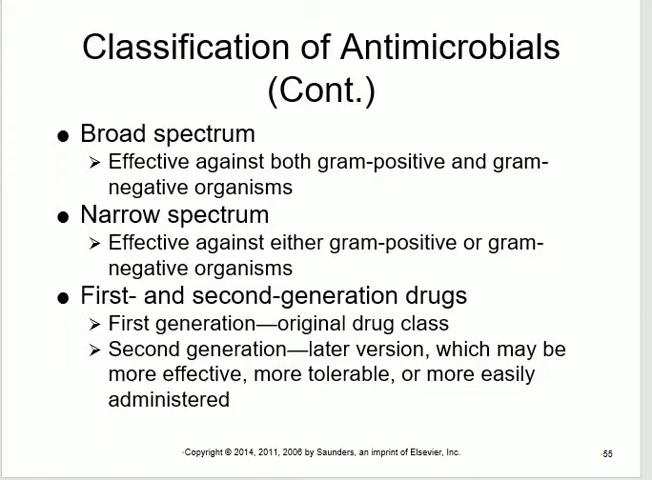 Classification of Antimicrobials
(Cont.)
● Broad spectrum
➢ Effective against both gram-positive and gram-
negative organisms
● Narrow spectrum
➢ Effective against either gram-positive or gram-
negative organisms
● First- and second-generation drugs
➢ First generation—original drug class
➢ Second generation—later version, which may be
more effective, more tolerable, or more easily
administered
Copyright © 2014, 2011, 2006 by Saunders, an imprint of Elsevier, Inc.
55